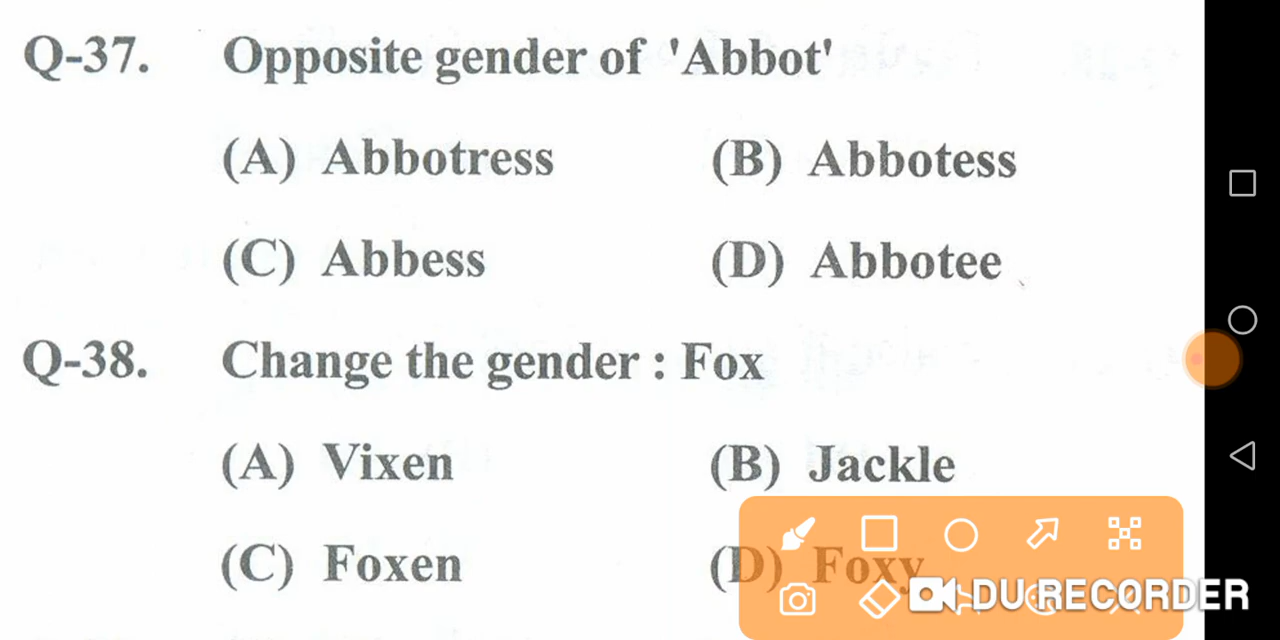 Q-37. Opposite gender of 'Abbot'
(A) Abbotress (B) Abbotess
(C) Abbess (D) Abbotee
Q-38. Change the gender : Fox
(A) Vixen (B) Jackle
(C) Foxen (D) Foxy
DU RECORDER